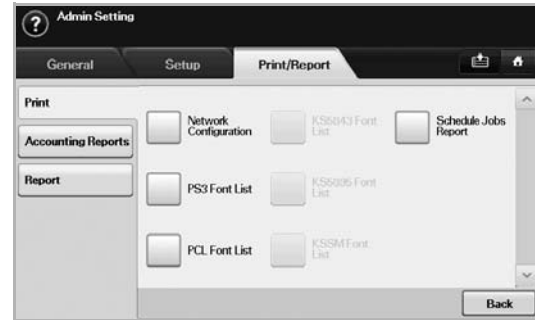 Admin Setting
General
Setup
Print/Report
Print
Accounting Reports
Report
Network
Configuration
KS5843 Font
List
Schedule Jobs
Report
PS3 Font List
KS5895 Font
List
PCL Font List
KSSM Font
List
Back